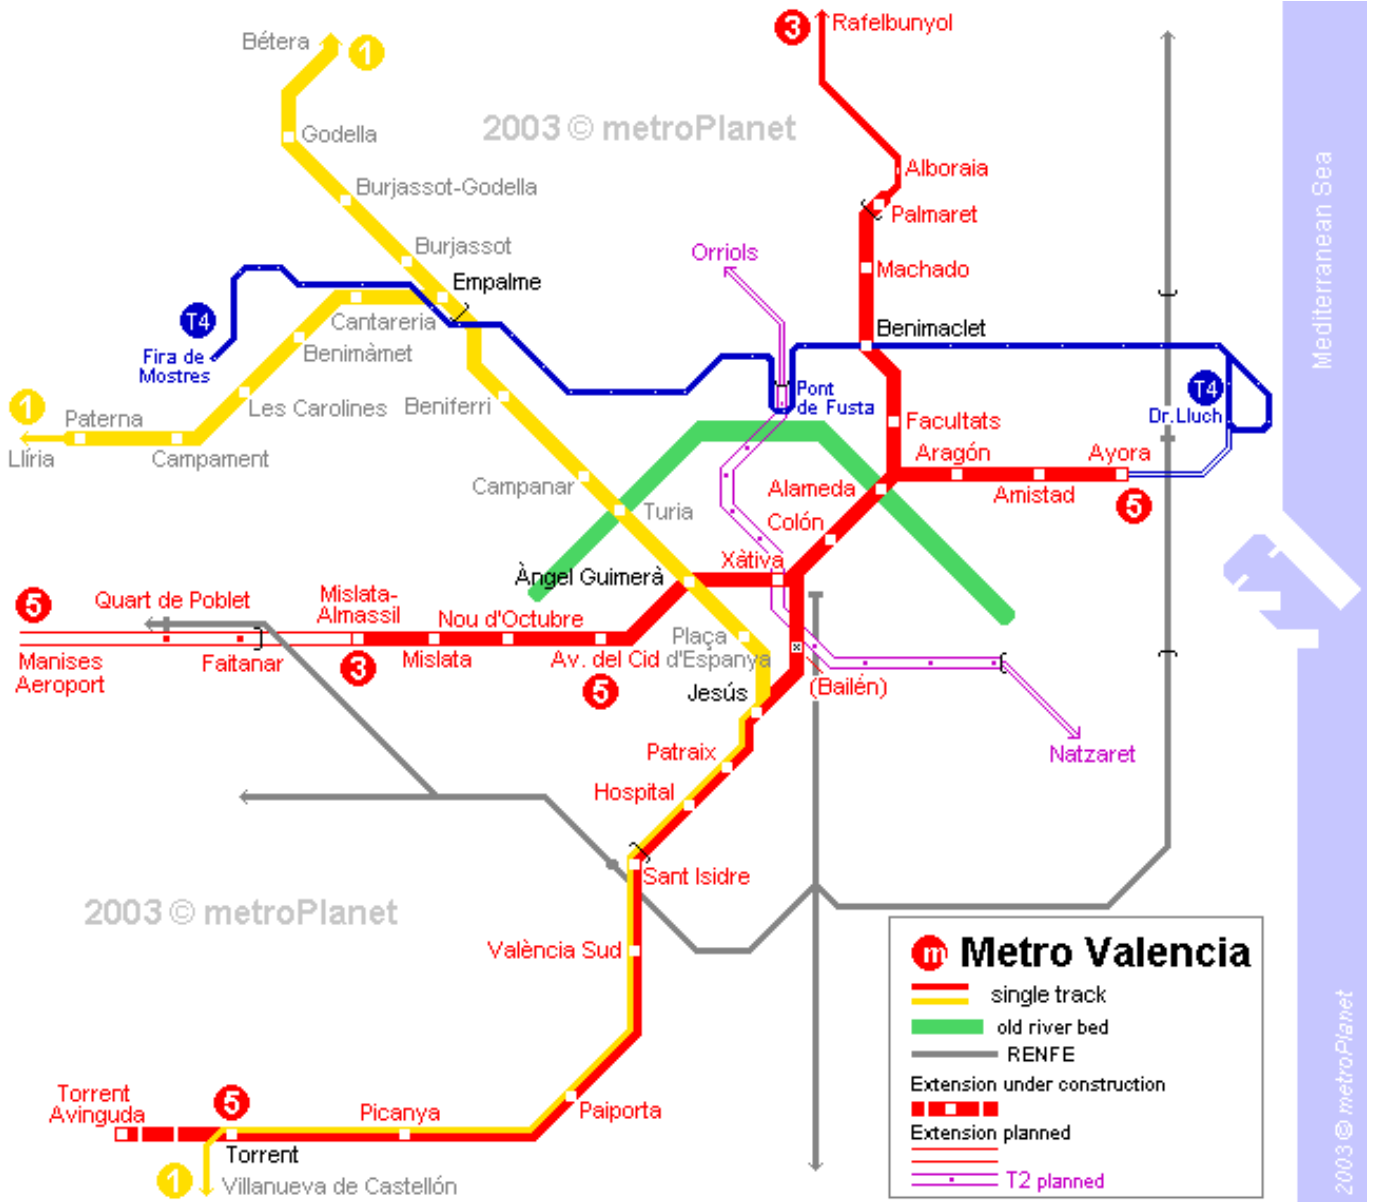 3
Rafelbunyol
Bétera
1
Godella
2003 © metroPlanet
Mediterranean Sea
Alboraia
Burjassot-Godella
Palmaret
Burjassot
Orriols
Machado
Empalme
T4
Cantareria
Benimaclet
Fira de
Mostres
Benimàmet
Pont
de Fusta
T4
Dr.Lluch
1
Paterna
Les Carolines
Beniferri
Facultats
Llíria
Campament
Aragón
Ayora
Campanar
Alameda
Amistad
5
Turia
Colón
Xàtiva
Àngel Guimerà
5
Quart de Poblet
Mislata-
Almassil
Nou d'Octubre
Plaça
d'Espanya
Manises
Aeroport
Faitanar
3
Mislata
Av. del Cid
5
(Bailén)
Jesús
Natzaret
Patraix
Hospital
Sant Isidre
2003 © metroPlanet
València Sud
m Metro Valencia
single track
old river bed
RENFE
Extension under construction
Extension planned
T2 planned
Torrent
Avinguda
5
Picanya
Paiporta
Torrent
1
Villanueva de Castellón
2003 © metroPlanet